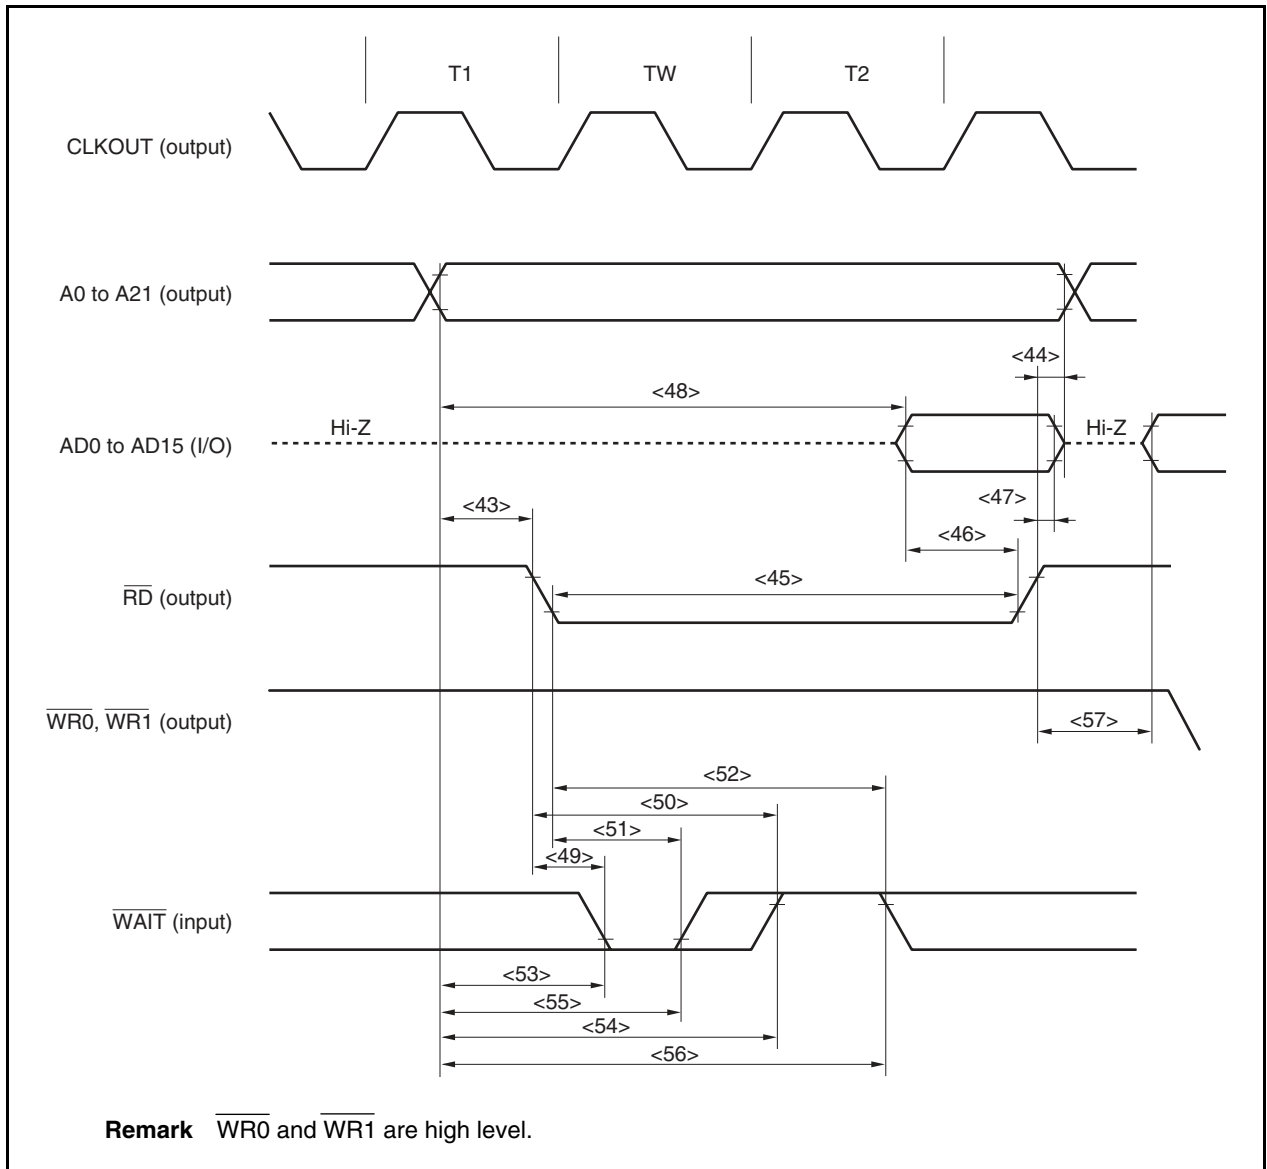 T1 TW T2
CLKOUT (output)
A0 to A21 (output)
<44>
<48>
Hi-Z Hi-Z
AD0 to AD15 (I/O)
<47>
<43>
<46>
<45>
RD (output)
WR0, WR1 (output)
<57>
<52>
<50>
<51>
<49>
WAIT (input)
<53>
<55>
<54>
<56>
Remark WR0 and WR1 are high level.